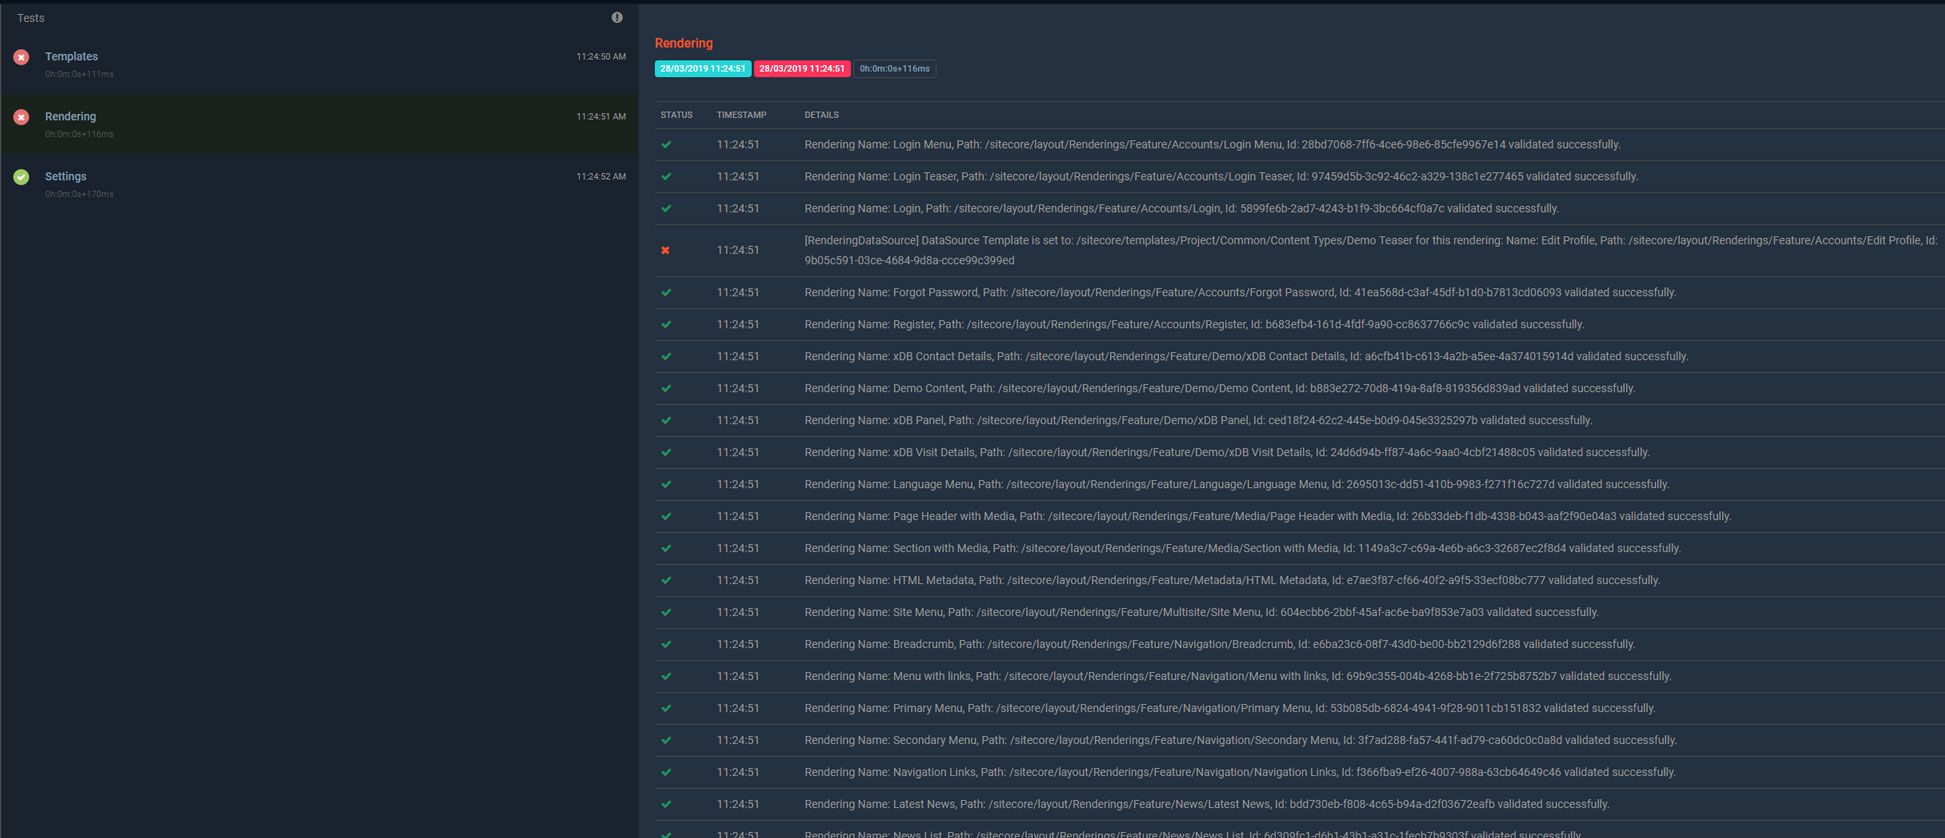 Tests
Templates
11:24:50 AM
0h:0m:0s+111ms
Rendering
11:24:51 AM
0h:0m:0s+116ms
Settings
11:24:52 AM
0h:0m:0s+170ms
Rendering
28/03/2019 11:24:51 28/03/2019 11:24:51 0h:0m:0s+116ms
STATUS TIMESTAMP DETAILS
11:24:51 Rendering Name: Login Menu, Path: /sitecore/layout/Renderings/Feature/Accounts/Login Menu, Id: 28bd7068-7ff6-4ce6-98e6-85cfe9967e14 validated successfully.
11:24:51 Rendering Name: Login Teaser, Path: /sitecore/layout/Renderings/Feature/Accounts/Login Teaser, Id: 97459d5b-3c92-46c2-a329-138c1e277465 validated successfully.
11:24:51 Rendering Name: Login, Path: /sitecore/layout/Renderings/Feature/Accounts/Login, Id: 5899fe6b-2ad7-4243-b1f9-3bc664cf0a7c validated successfully.
11:24:51 [RenderingDataSource] DataSource Template is set to: /sitecore/templates/Project/Common/Content Types/Demo Teaser for this rendering: Name: Edit Profile, Path: /sitecore/layout/Renderings/Feature/Accounts/Edit Profile, Id:
9b05c591-03ce-4684-9d8a-ccce99c399ed
11:24:51 Rendering Name: Forgot Password, Path: /sitecore/layout/Renderings/Feature/Accounts/Forgot Password, Id: 41ea568d-c3af-45df-b1d0-b7813cd06093 validated successfully.
11:24:51 Rendering Name: Register, Path: /sitecore/layout/Renderings/Feature/Accounts/Register, Id: b683efb4-161d-4fdf-9a90-cc8637766c9c validated successfully.
11:24:51 Rendering Name: xDB Contact Details, Path: /sitecore/layout/Renderings/Feature/Demo/xDB Contact Details, Id: a6cfb41b-c613-4a2b-a5ee-4a374015914d validated successfully.
11:24:51 Rendering Name: Demo Content, Path: /sitecore/layout/Renderings/Feature/Demo/Demo Content, Id: b883e272-70d8-419a-8af8-819356d839ad validated successfully.
11:24:51 Rendering Name: xDB Panel, Path: /sitecore/layout/Renderings/Feature/Demo/xDB Panel, Id: ced18f24-62c2-445e-b0d9-045e3325297b validated successfully.
11:24:51 Rendering Name: xDB Visit Details, Path: /sitecore/layout/Renderings/Feature/Demo/xDB Visit Details, Id: 24d6d94b-ff87-4a6c-9aa0-4cbf21488c05 validated successfully.
11:24:51 Rendering Name: Language Menu, Path: /sitecore/layout/Renderings/Feature/Language/Language Menu, Id: 2695013c-dd51-410b-9983-f271f16c727d validated successfully.
11:24:51 Rendering Name: Page Header with Media, Path: /sitecore/layout/Renderings/Feature/Media/Page Header with Media, Id: 26b33deb-f1db-4338-b043-aaf2f90e04a3 validated successfully.
11:24:51 Rendering Name: Section with Media, Path: /sitecore/layout/Renderings/Feature/Media/Section with Media, Id: 1149a3c7-c69a-4e6b-a6c3-32687ec2f8d4 validated successfully.
11:24:51 Rendering Name: HTML Metadata, Path: /sitecore/layout/Renderings/Feature/Metadata/HTML Metadata, Id: e7ae3f87-cf66-40f2-a9f5-33ecf08bc777 validated successfully.
11:24:51 Rendering Name: Site Menu, Path: /sitecore/layout/Renderings/Feature/Multisite/Site Menu, Id: 604ecbb6-2bbf-45af-ac6e-ba9f853e7a03 validated successfully.
11:24:51 Rendering Name: Breadcrumb, Path: /sitecore/layout/Renderings/Feature/Navigation/Breadcrumb, Id: e6ba23c6-08f7-43d0-be00-bb2129d6f288 validated successfully.
11:24:51 Rendering Name: Menu with links, Path: /sitecore/layout/Renderings/Feature/Navigation/Menu with links, Id: 69b9c355-004b-4268-bb1e-2f725b8752b7 validated successfully.
11:24:51 Rendering Name: Primary Menu, Path: /sitecore/layout/Renderings/Feature/Navigation/Primary Menu, Id: 53b085db-6824-4941-9f28-9011cb151832 validated successfully.
11:24:51 Rendering Name: Secondary Menu, Path: /sitecore/layout/Renderings/Feature/Navigation/Secondary Menu, Id: 3f7ad288-fa57-441f-ad79-ca60dc0c0a8d validated successfully.
11:24:51 Rendering Name: Navigation Links, Path: /sitecore/layout/Renderings/Feature/Navigation/Navigation Links, Id: f366fba9-ef26-4007-988a-63cb64649c46 validated successfully.
11:24:51 Rendering Name: Latest News, Path: /sitecore/layout/Renderings/Feature/News/Latest News, Id: bdd730eb-f808-4c65-b94a-d2f03672eafb validated successfully.
11:24:51 Rendering Name: News List, Path: /sitecore/layout/Renderings/Feature/News/News List, Id: 6d309fc1-d6b1-43b1-a31c-1fecb7b9303f validated successfully.